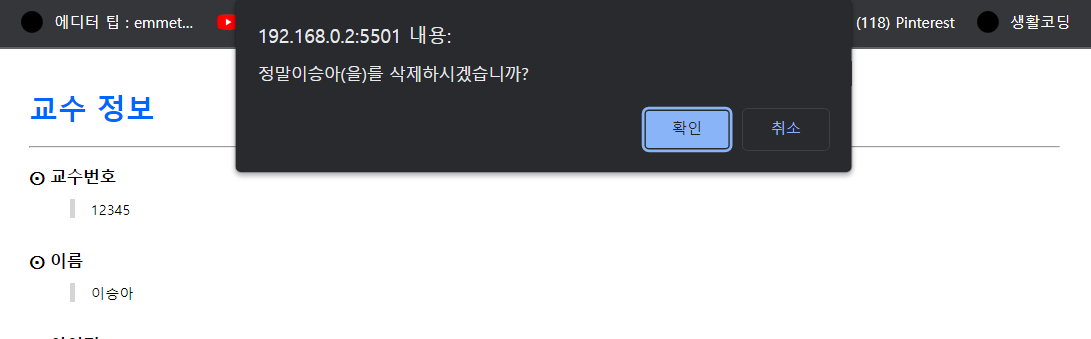 에디터 팁 : emmet...
(118) Pinterest
생활코딩
192.168.0.2:5501 내용:
정말이승아(을)를 삭제하시겠습니까?
확인
취소
교수 정보
교수번호
12345
이름
이승아